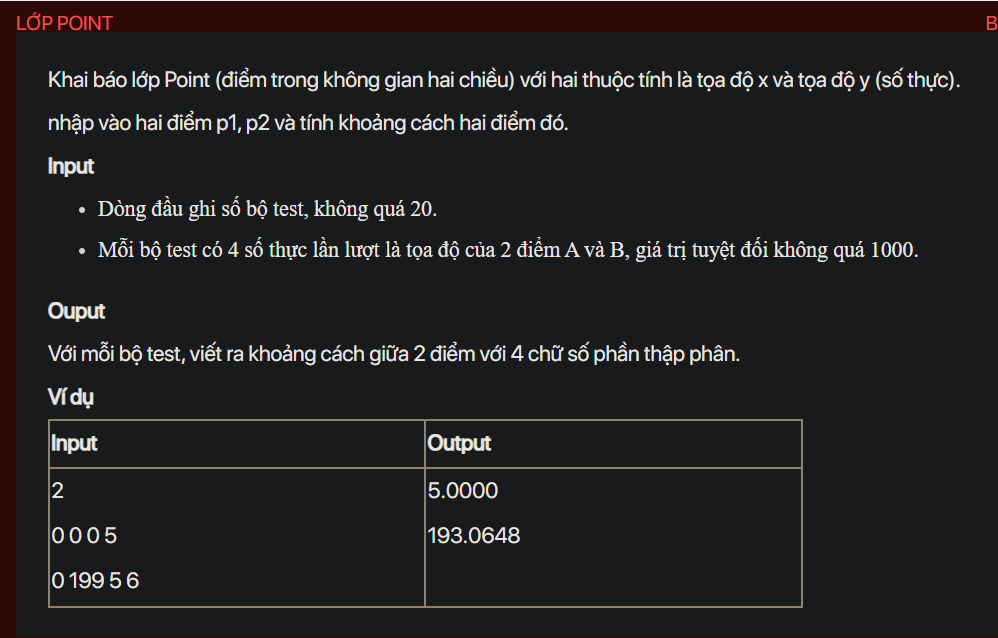 LỚP POINT B
Khai báo lớp Point (điểm trong không gian hai chiều) với hai thuộc tính là tọa độ x và tọa độ y (số thực).
nhập vào hai điểm p1, p2 và tính khoảng cách hai điểm đó.
Input
• Dòng đầu ghi số bộ test, không quá 20.
• Mỗi bộ test có 4 số thực lần lượt là tọa độ của 2 điểm A và B, giá trị tuyệt đối không quá 1000.
Ouput
Với mỗi bộ test, viết ra khoảng cách giữa 2 điểm với 4 chữ số phần thập phân.
Ví dụ
Input Output
2 5.0000
0 0 0 5 193.0648
0 199 5 6